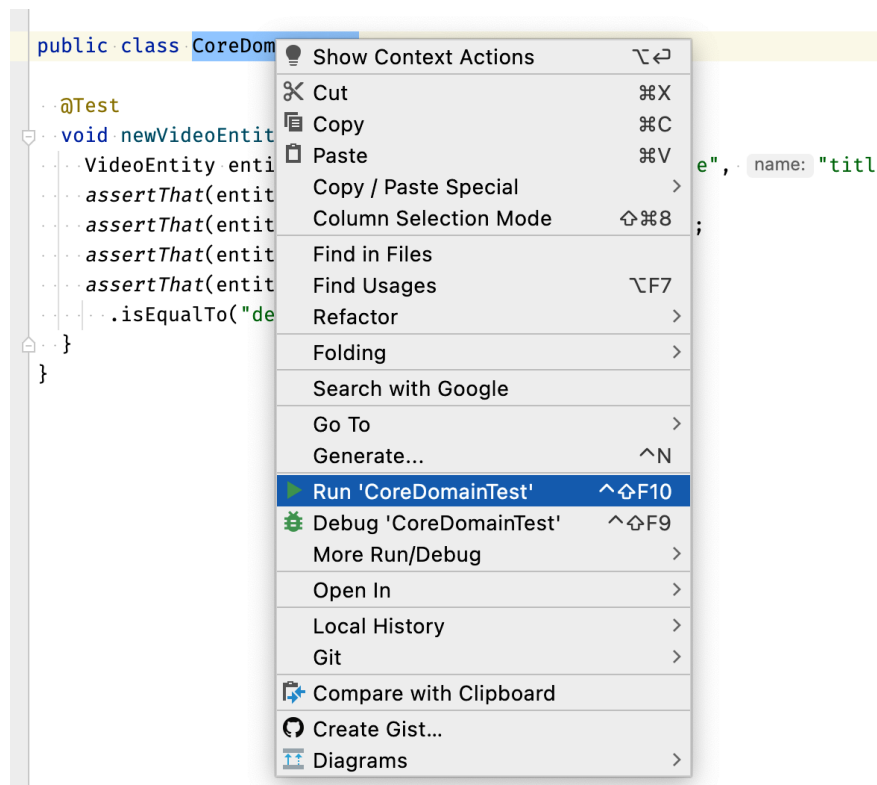 public class CoreDom
@Test
void newVideoEntit
VideoEntity enti e", name: "titl
assertThat(entit
assertThat(entit ;
assertThat(entit
assertThat(entit
.isEqualTo("de
}
}
Show Context Actions ⌥⏎
Cut ⌘X
Copy ⌘C
Paste ⌘V
Copy / Paste Special
Column Selection Mode ⇧⌘8
Find in Files
Find Usages ⌥F7
Refactor
Folding
Search with Google
Go To
Generate... ^N
Run 'CoreDomainTest' ^⇧F10
Debug 'CoreDomainTest' ^⇧F9
More Run/Debug
Open In
Local History
Git
Compare with Clipboard
Create Gist...
Diagrams